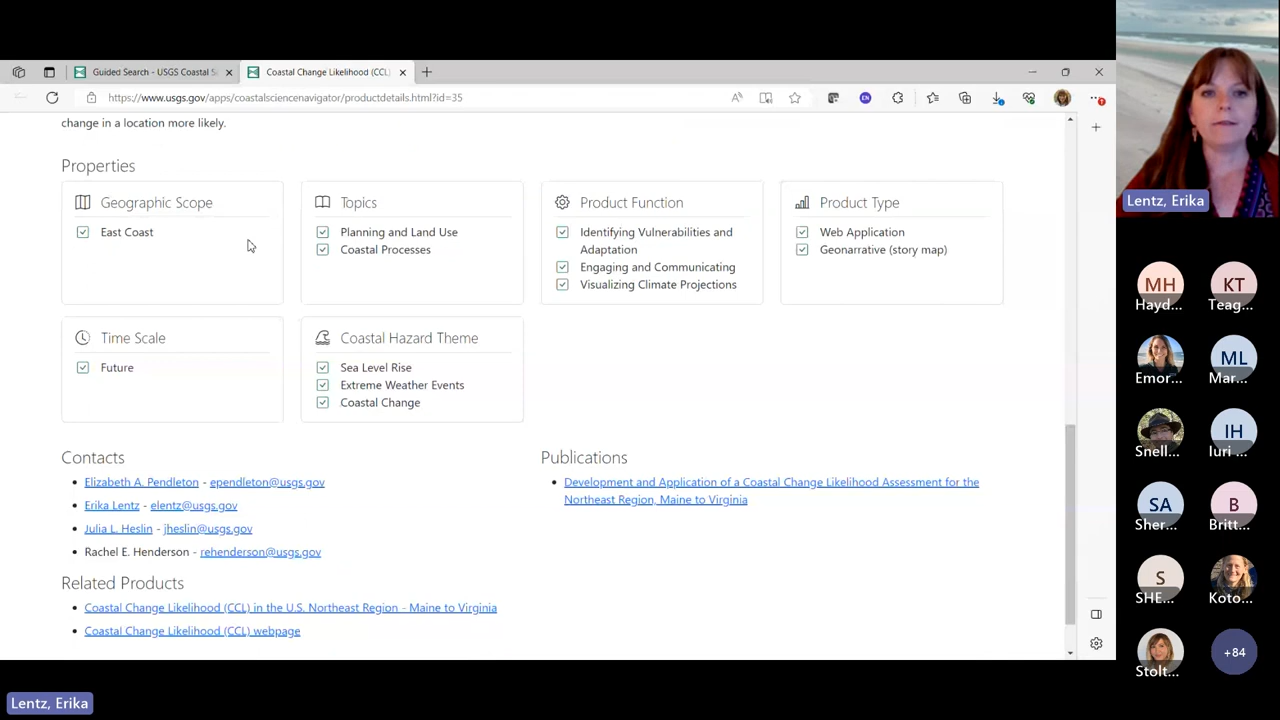 Guided Search - USGS Coastal S
Coastal Change Likelihood (CCL)
https://www.usgs.gov/apps/coastalsciencenavigator/productdetails.html?id=35
change in a location more likely.
Properties
Geographic Scope
East Coast
Topics
Planning and Land Use
Coastal Processes
Product Function
Identifying Vulnerabilities and
Adaptation
Engaging and Communicating
Visualizing Climate Projections
Product Type
Web Application
Geonarrative (story map)
Time Scale
Future
Coastal Hazard Theme
Sea Level Rise
Extreme Weather Events
Coastal Change
Contacts
Elizabeth A. Pendleton - ependleton@usgs.gov
Erika Lentz - elentz@usgs.gov
Julia L. Heslin - jheslin@usgs.gov
Rachel E. Henderson - rehenderson@usgs.gov
Publications
Development and Application of a Coastal Change Likelihood Assessment for the
Northeast Region, Maine to Virginia
Related Products
Coastal Change Likelihood (CCL) in the U.S. Northeast Region - Maine to Virginia
Coastal Change Likelihood (CCL) webpage
Lentz, Erika
Lentz, Erika
MH
Hayd...
KT
Teag...
Emor...
ML
Mar...
Snell...
IH
Iuri ...
SA
Sher...
B
Britt...
S
SHE...
Koto...
Stolt...
+84